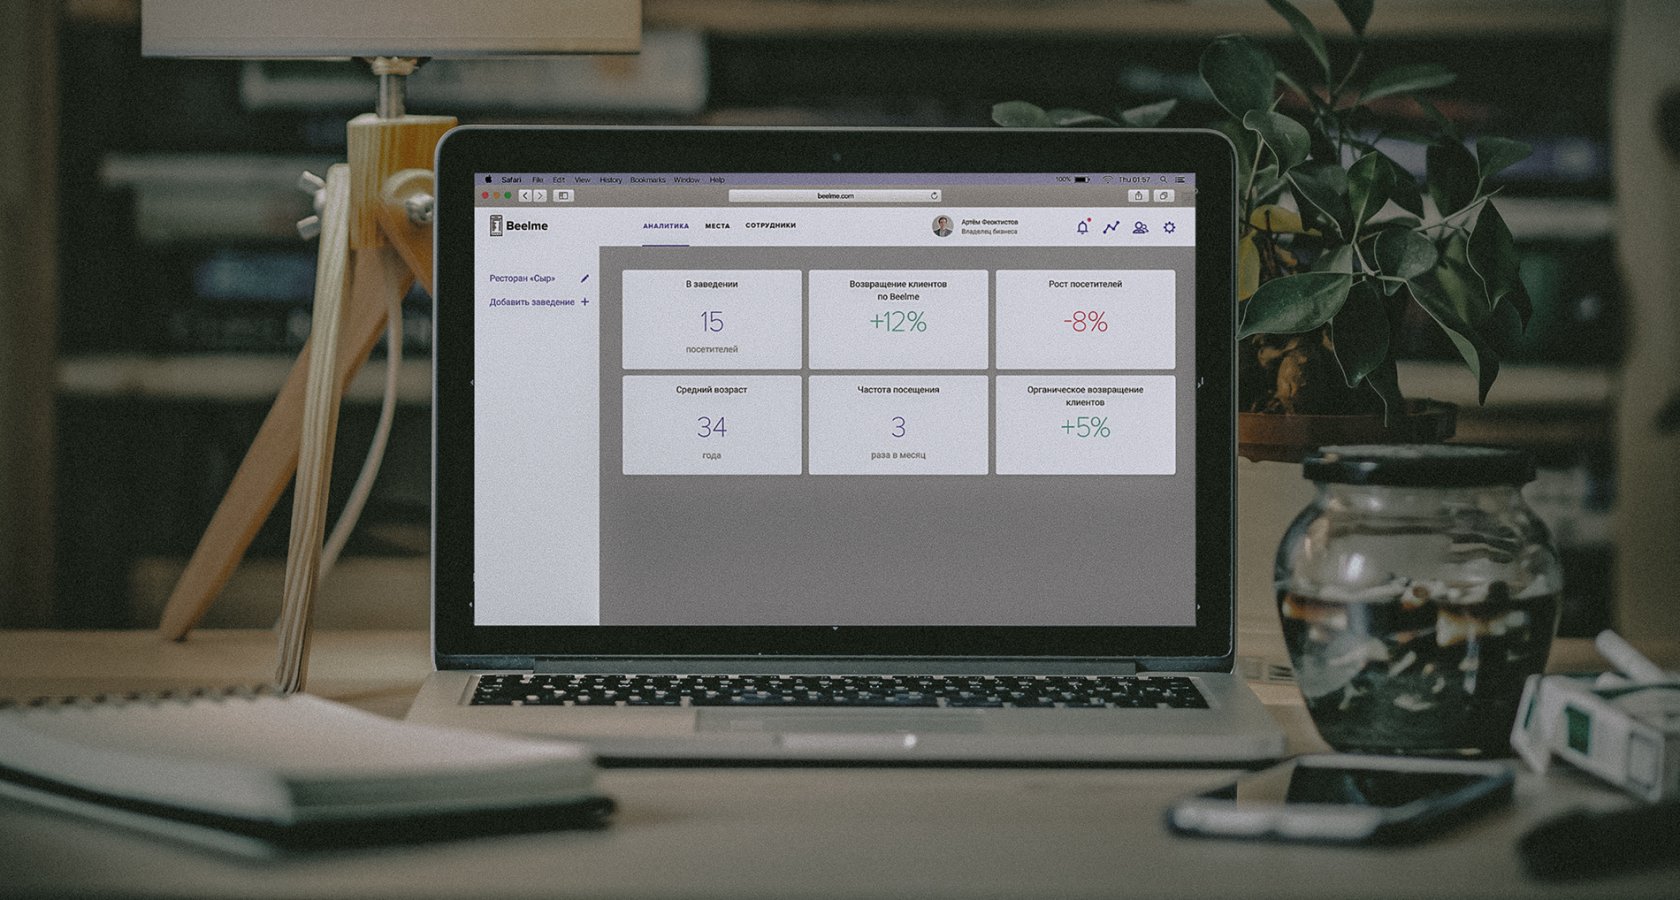 Safari File Edit View History Bookmarks Window Help 100% Thu 01:57
beelme.com
Beelme АНАЛИТИКА МЕСТА СОТРУДНИКИ Артём Феоктистов
Владелец бизнеса
Ресторан «Сыр»
Добавить заведение +
В заведении
15
посетителей
Возвращение клиентов
по Beelme
+12%
Рост посетителей
-8%
Средний возраст
34
года
Частота посещения
3
раза в месяц
Органическое возвращение
клиентов
+5%